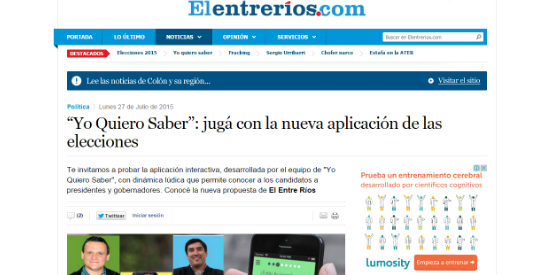 Elentreríos.com
PORTADA LO ÚLTIMO NOTICIAS OPINIÓN SERVICIOS Buscar en Elentrerios.com
DESTACADOS Elecciones 2015 Yo quiero saber Fracking Sergio Urribarri Chofer narco Estafa en la ATER
Lee las noticias de Colón y su región... Visitar el sitio
Política | Lunes 27 de Julio de 2015
“Yo Quiero Saber”: jugá con la nueva aplicación de las
elecciones
Te invitamos a probar la aplicación interactiva, desarrollada por el equipo de "Yo
Quiero Saber", con dinámica lúdica que permite conocer a los candidatos a
presidentes y gobernadores. Conocé la nueva propuesta de El Entre Ríos
(2) Twittear Iniciar sesión
Prueba un entrenamiento cerebral
desarrollado por científicos cognitivos
lumosity Empieza a entrenar